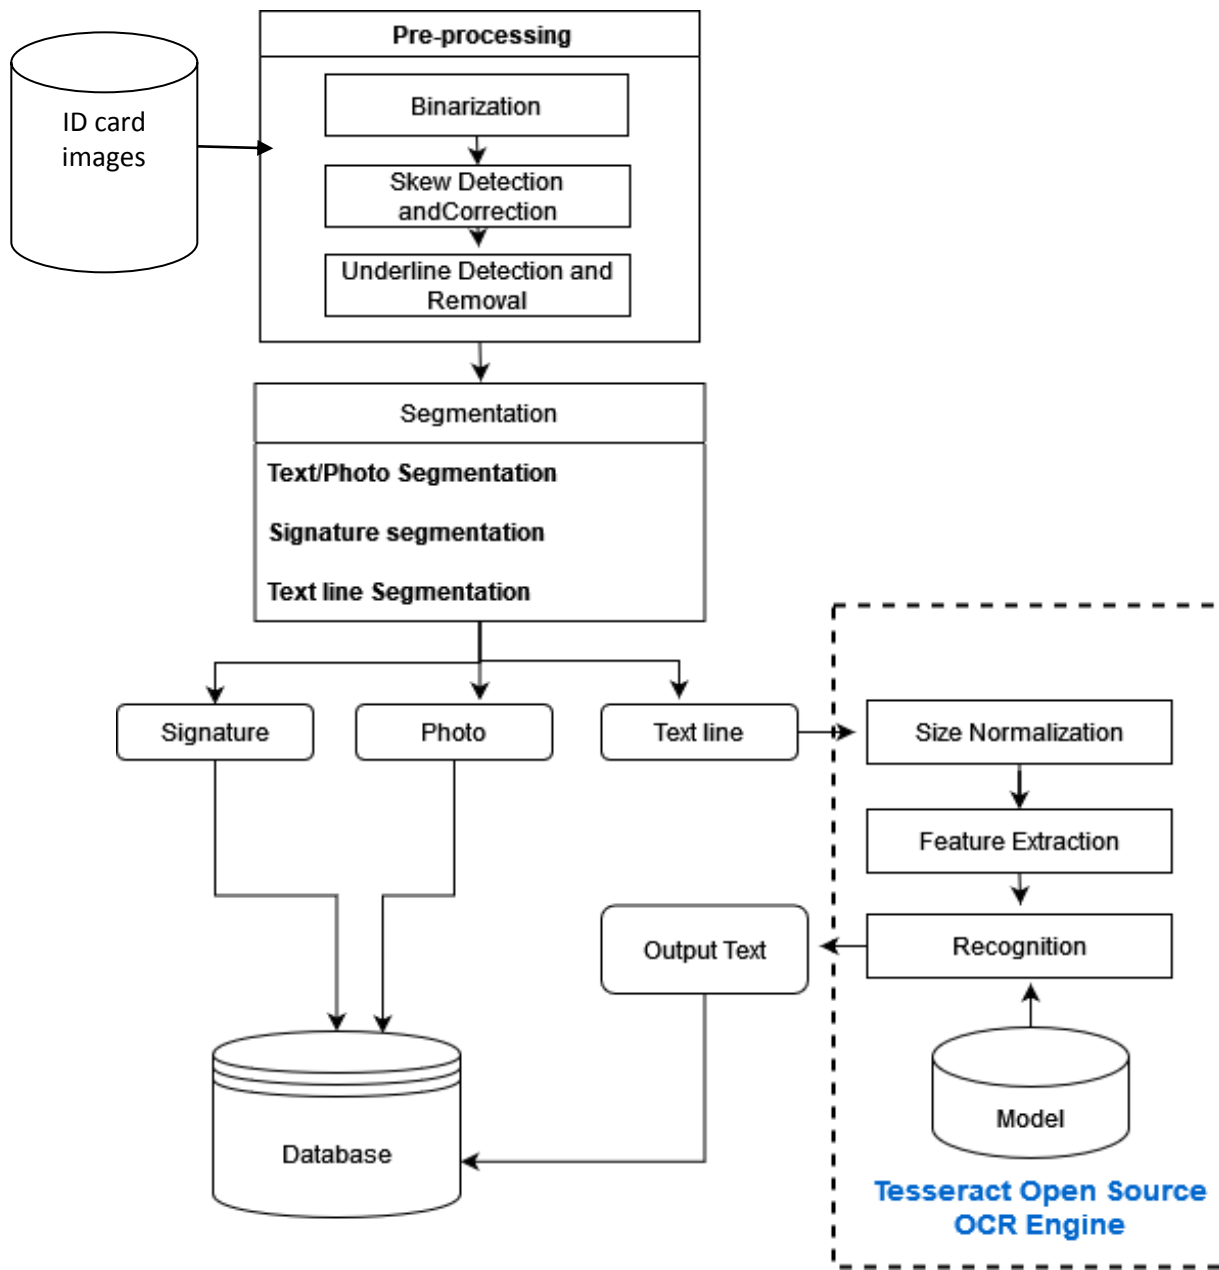 Pre-processing
ID card
images
Binarization
Skew Detection
andCorrection
Underline Detection and
Removal
Segmentation
Text/Photo Segmentation
Signature segmentation
Text line Segmentation
Signature
Photo
Text line
Size Normalization
Feature Extraction
Output Text
Recognition
Model
Database
Tesseract Open Source
OCR Engine